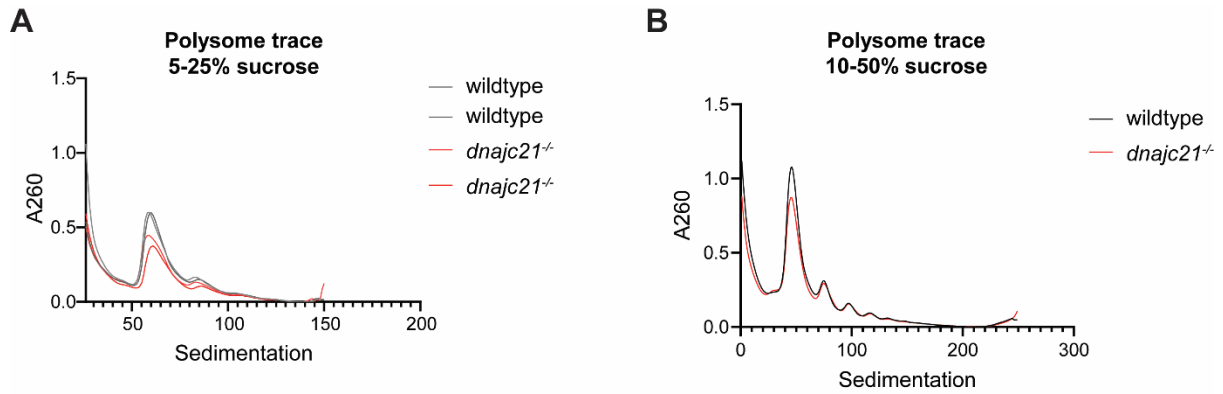 A
Polysome trace
5-25% sucrose
1.5
1.0
0.5
0.0
A260
50
100
150
200
Sedimentation
wildtype
wildtype
dnajc21-/-
dnajc21-/-
B
Polysome trace
10-50% sucrose
1.5
1.0
0.5
0.0
A260
0
100
200
300
Sedimentation
wildtype
dnajc21-/-